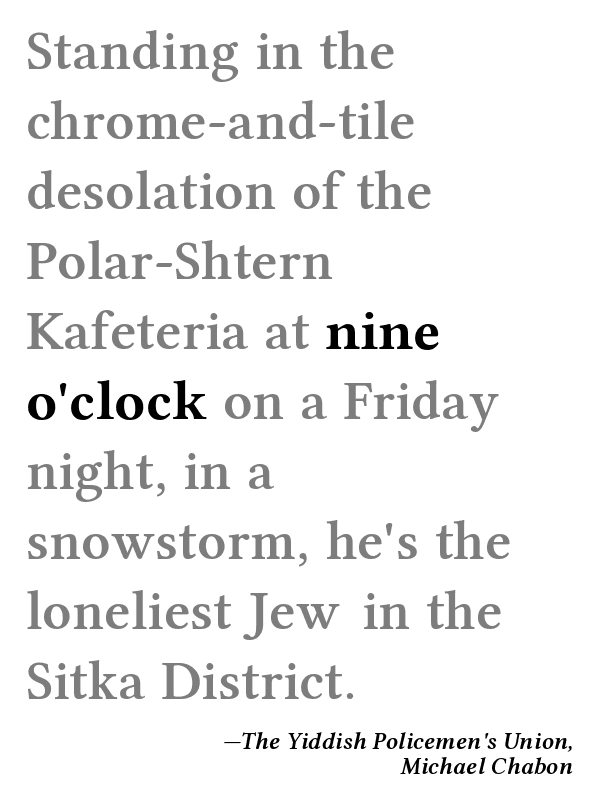 Standing in the
chrome-and-tile
desolation of the
Polar-Shtern
Kafeteria at nine
o'clock on a Friday
night, in a
snowstorm, he's the
loneliest Jew in the
Sitka District.
—The Yiddish Policemen's Union,
Michael Chabon